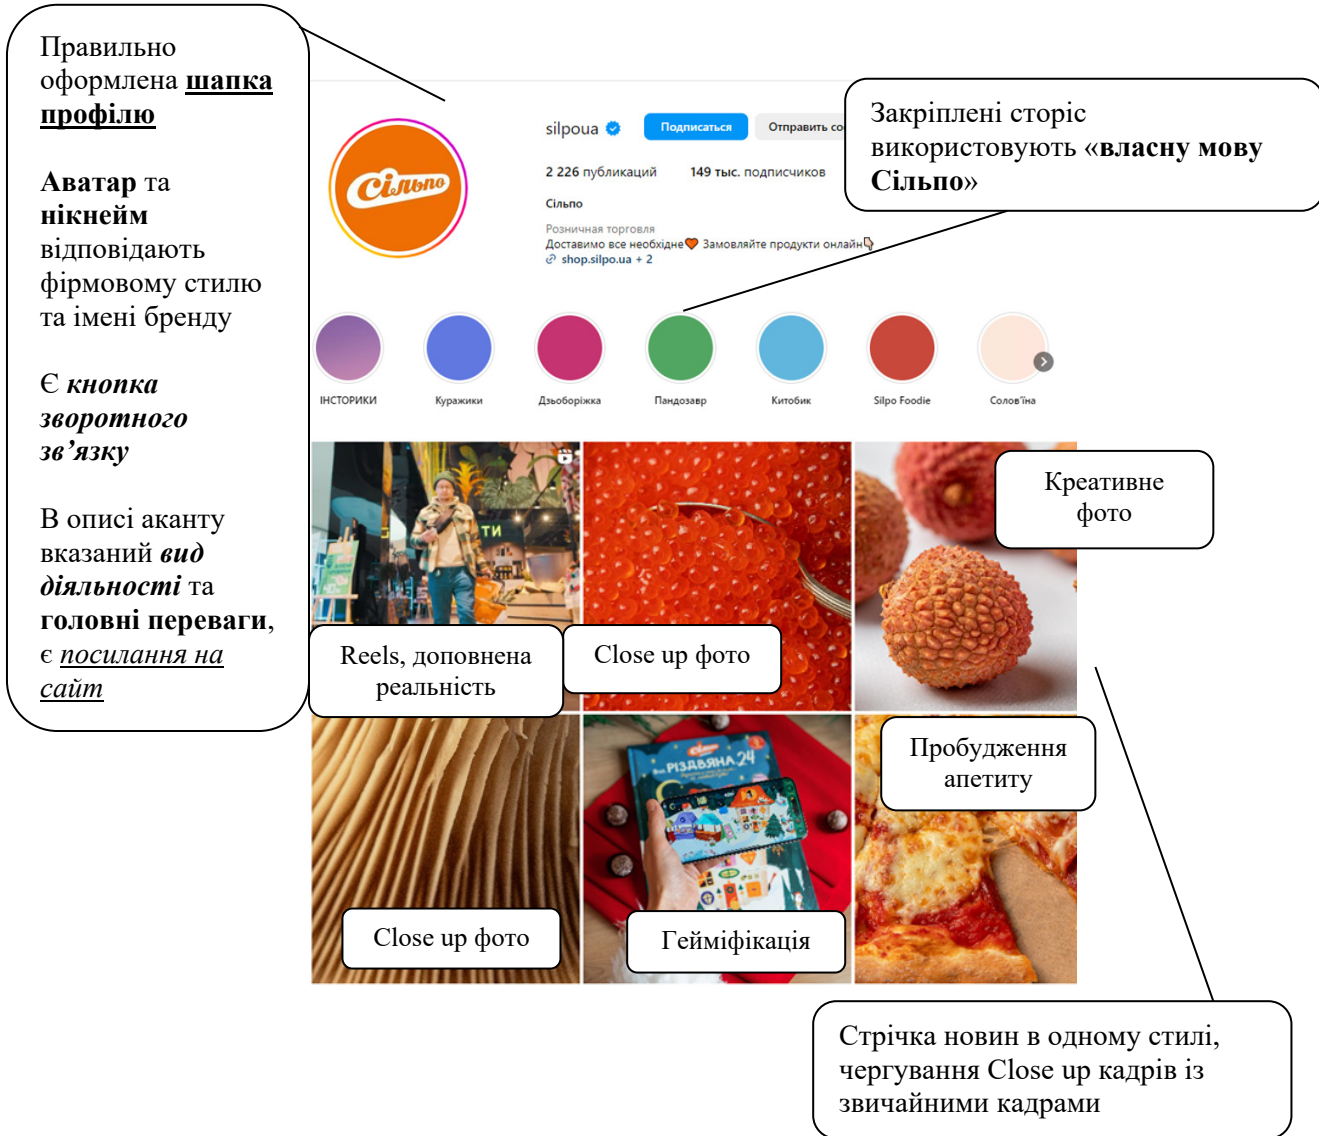 Правильно
оформлена шапка
профілю
Аватар та
нікнейм
відповідають
фірмовому стилю
та імені бренду
Є кнопка
зворотного
зв’язку
В описі аканту
вказаний вид
діяльності та
головні переваги,
є посилання на
сайт
Сільпо
silpoua
Подписаться
Отправить соо
2 226 публикаций
149 тыс. подписчиков
Сільпо
Розничная торговля
Доставимо все необхідне🧡 Замовляйте продукти онлайн👇
shop.silpo.ua + 2
Закріплені сторіс
використовують «власну мову
Сільпо»
ІНСТОРИКИ
Куражики
Дзьоборіжка
Пандозавр
Китобик
Silpo Foodie
Солов'їна
ТИ
Reels, доповнена
реальність
Close up фото
Креативне
фото
Close up фото
Сільпо
РІЗДВЯНА 24
Гейміфікація
Пробудження
апетиту
Стрічка новин в одному стилі,
чергування Close up кадрів із
звичайними кадрами